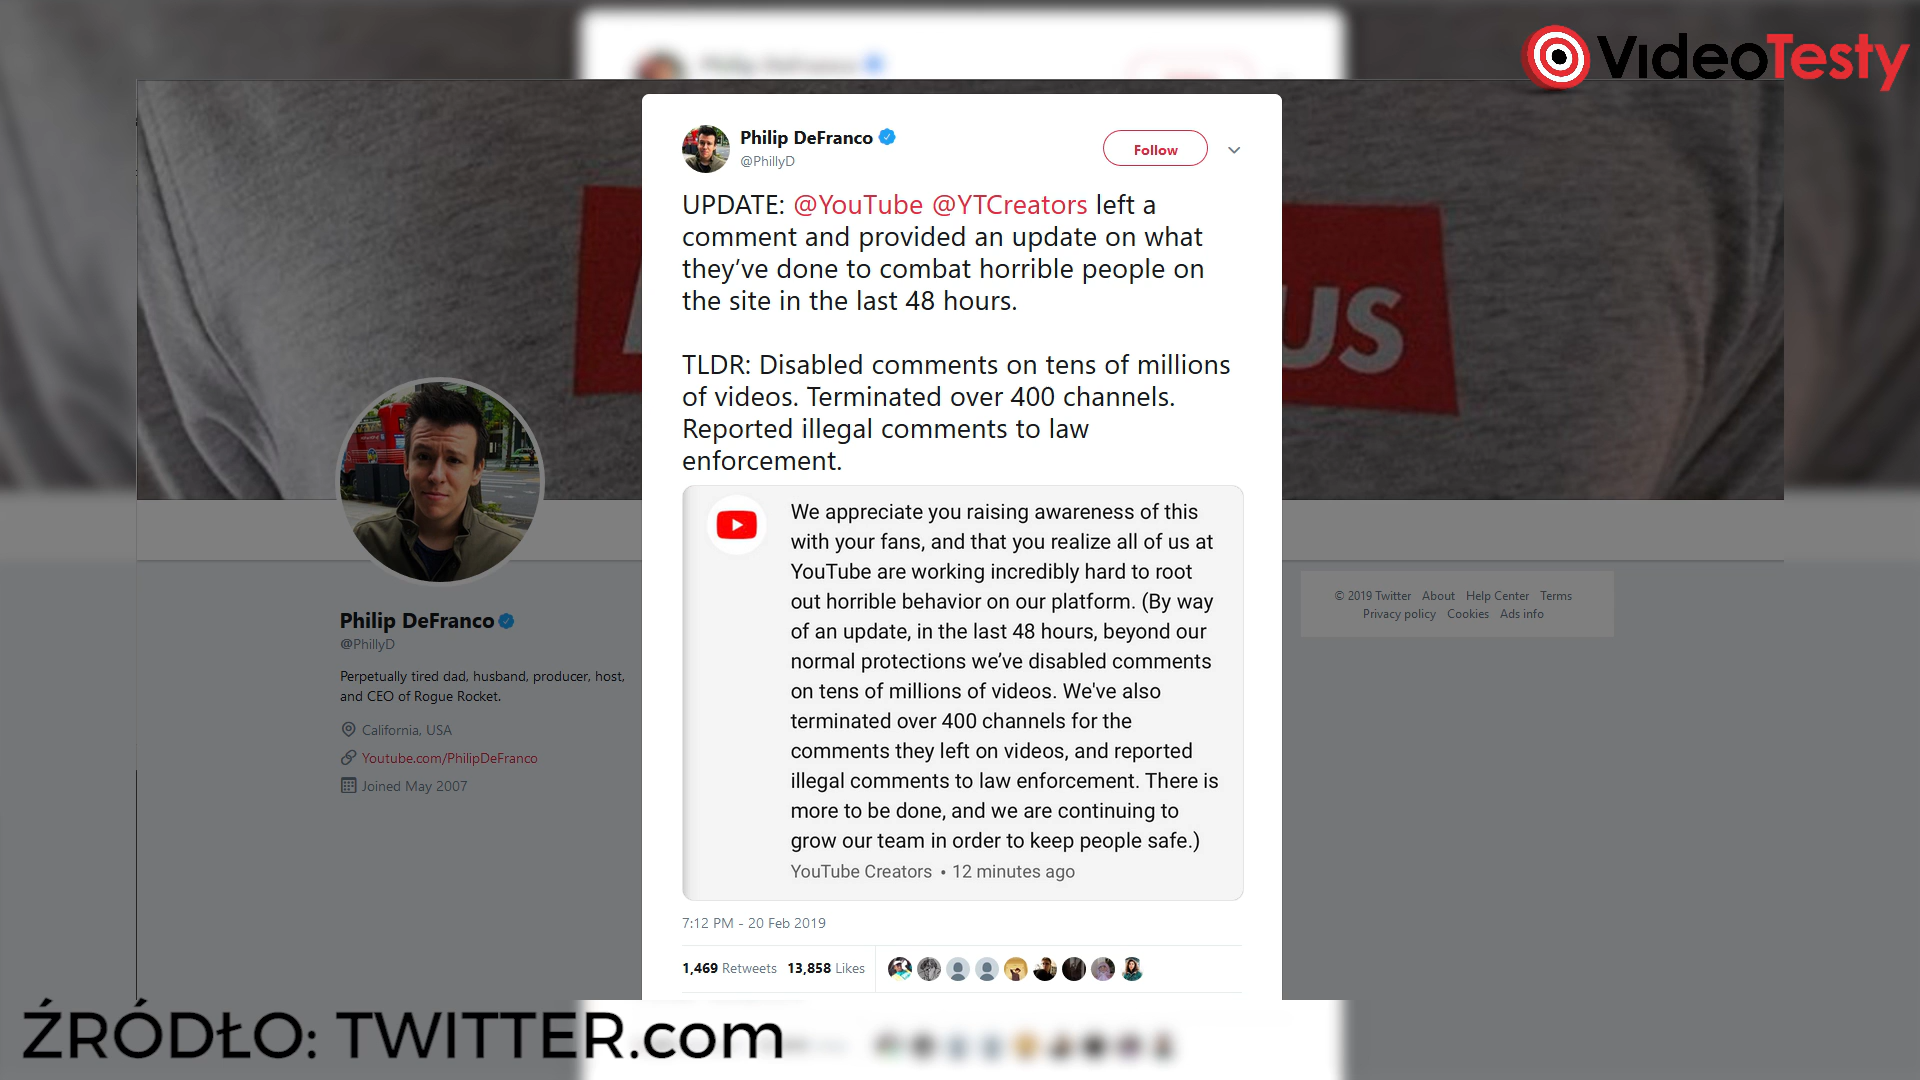 VideoTesty
Philip DeFranco
@PhillyD
Follow
UPDATE: @YouTube @YTCreators left a
comment and provided an update on what
they’ve done to combat horrible people on
the site in the last 48 hours.
TLDR: Disabled comments on tens of millions
of videos. Terminated over 400 channels.
Reported illegal comments to law
enforcement.
We appreciate you raising awareness of this
with your fans, and that you realize all of us at
YouTube are working incredibly hard to root
out horrible behavior on our platform. (By way
of an update, in the last 48 hours, beyond our
normal protections we’ve disabled comments
on tens of millions of videos. We've also
terminated over 400 channels for the
comments they left on videos, and reported
illegal comments to law enforcement. There is
more to be done, and we are continuing to
grow our team in order to keep people safe.)
YouTube Creators • 12 minutes ago
7:12 PM - 20 Feb 2019
1,469 Retweets 13,858 Likes
Philip DeFranco
@PhillyD
Perpetually tired dad, husband, producer, host,
and CEO of Rogue Rocket.
California, USA
Youtube.com/PhilipDeFranco
Joined May 2007
© 2019 Twitter About Help Center Terms
Privacy policy Cookies Ads info
US
ŹRÓDŁO: TWITTER.com